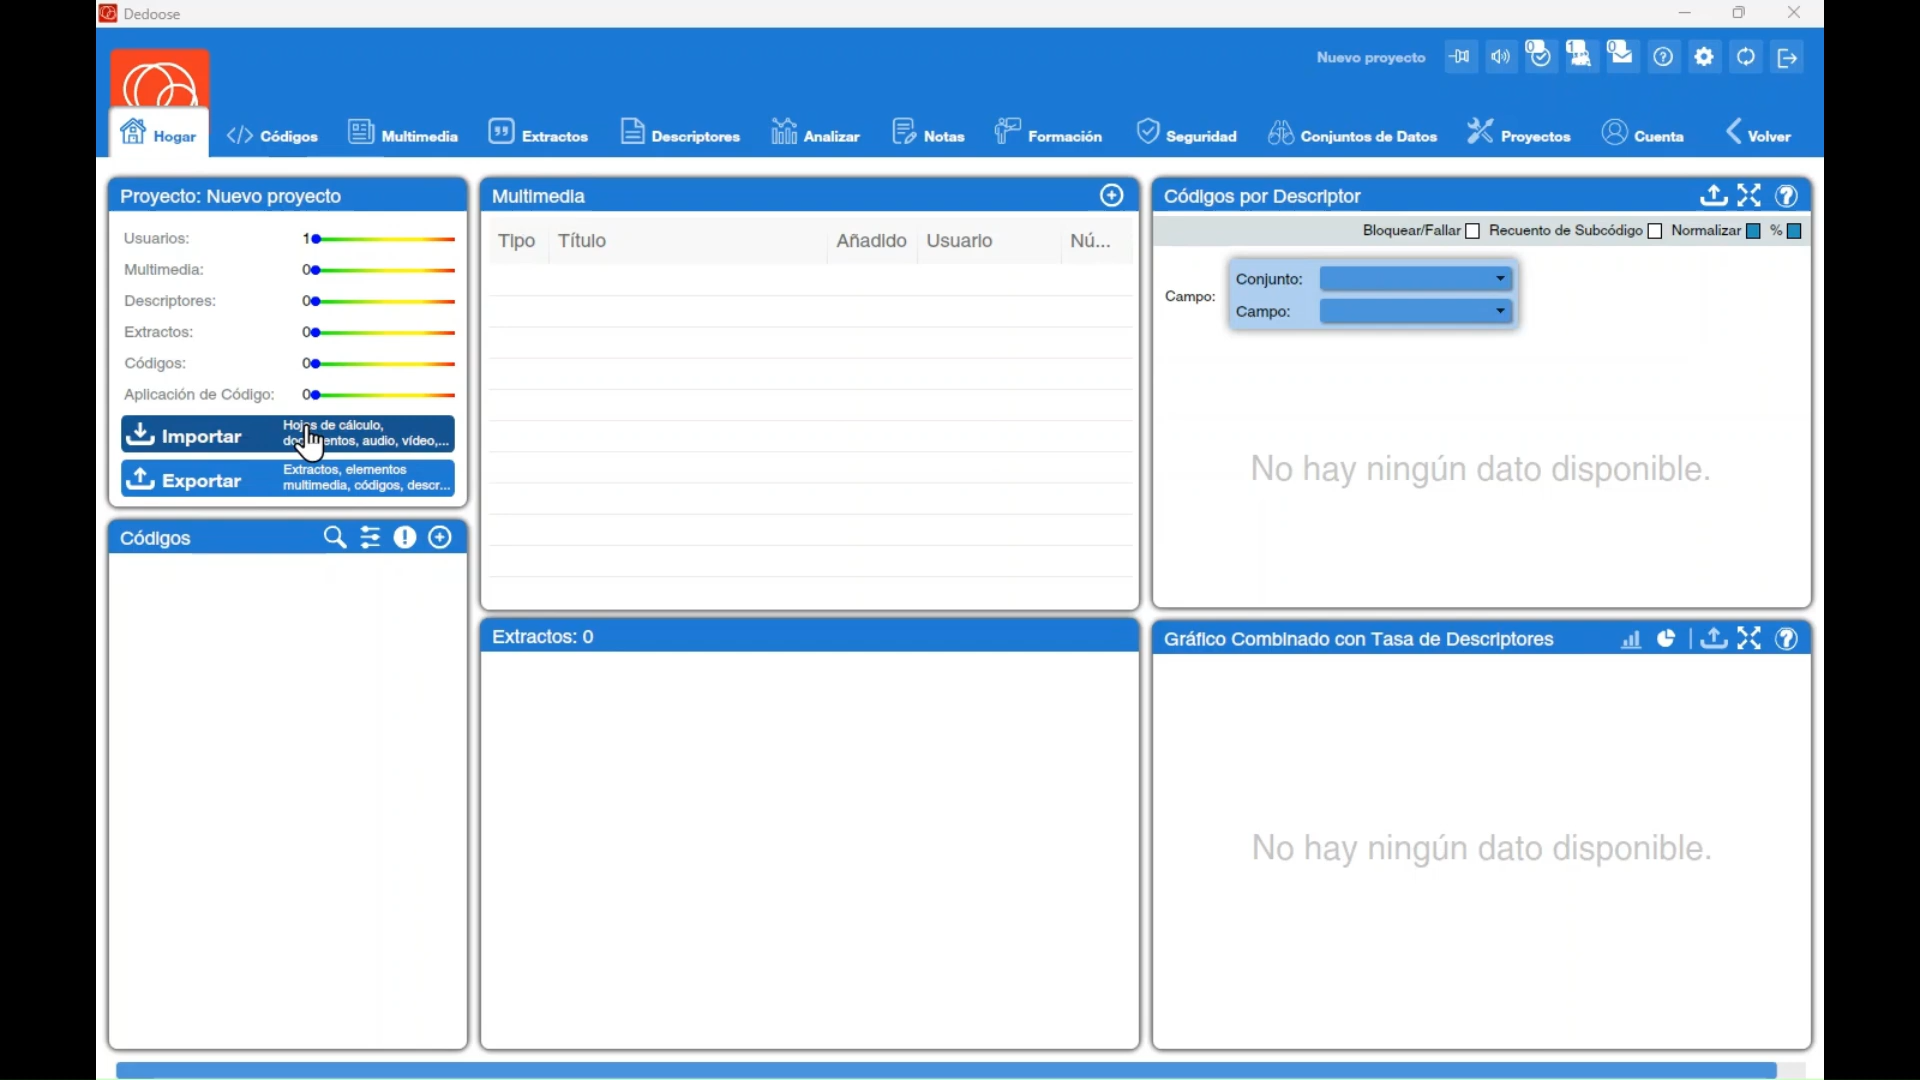 Dedoose
Nuevo proyecto
0
1
0
Hogar
Códigos
Multimedia
Extractos
Descriptores
Analizar
Notas
Formación
Seguridad
Conjuntos de Datos
Proyectos
Cuenta
Volver
Proyecto: Nuevo proyecto
Usuarios: 1
Multimedia: 0
Descriptores: 0
Extractos: 0
Códigos: 0
Aplicación de Código: 0
Importar
Hojas de cálculo,
audio, vídeo,...
Exportar
Extractos, elementos
multimedia, códigos, descr...
Códigos
Multimedia
Tipo Título Añadido Usuario Nú...
Extractos: 0
Códigos por Descriptor
Bloquear/Fallar Recuento de Subcódigo Normalizar %
Campo:
Conjunto:
Campo:
No hay ningún dato disponible.
Gráfico Combinado con Tasa de Descriptores
No hay ningún dato disponible.